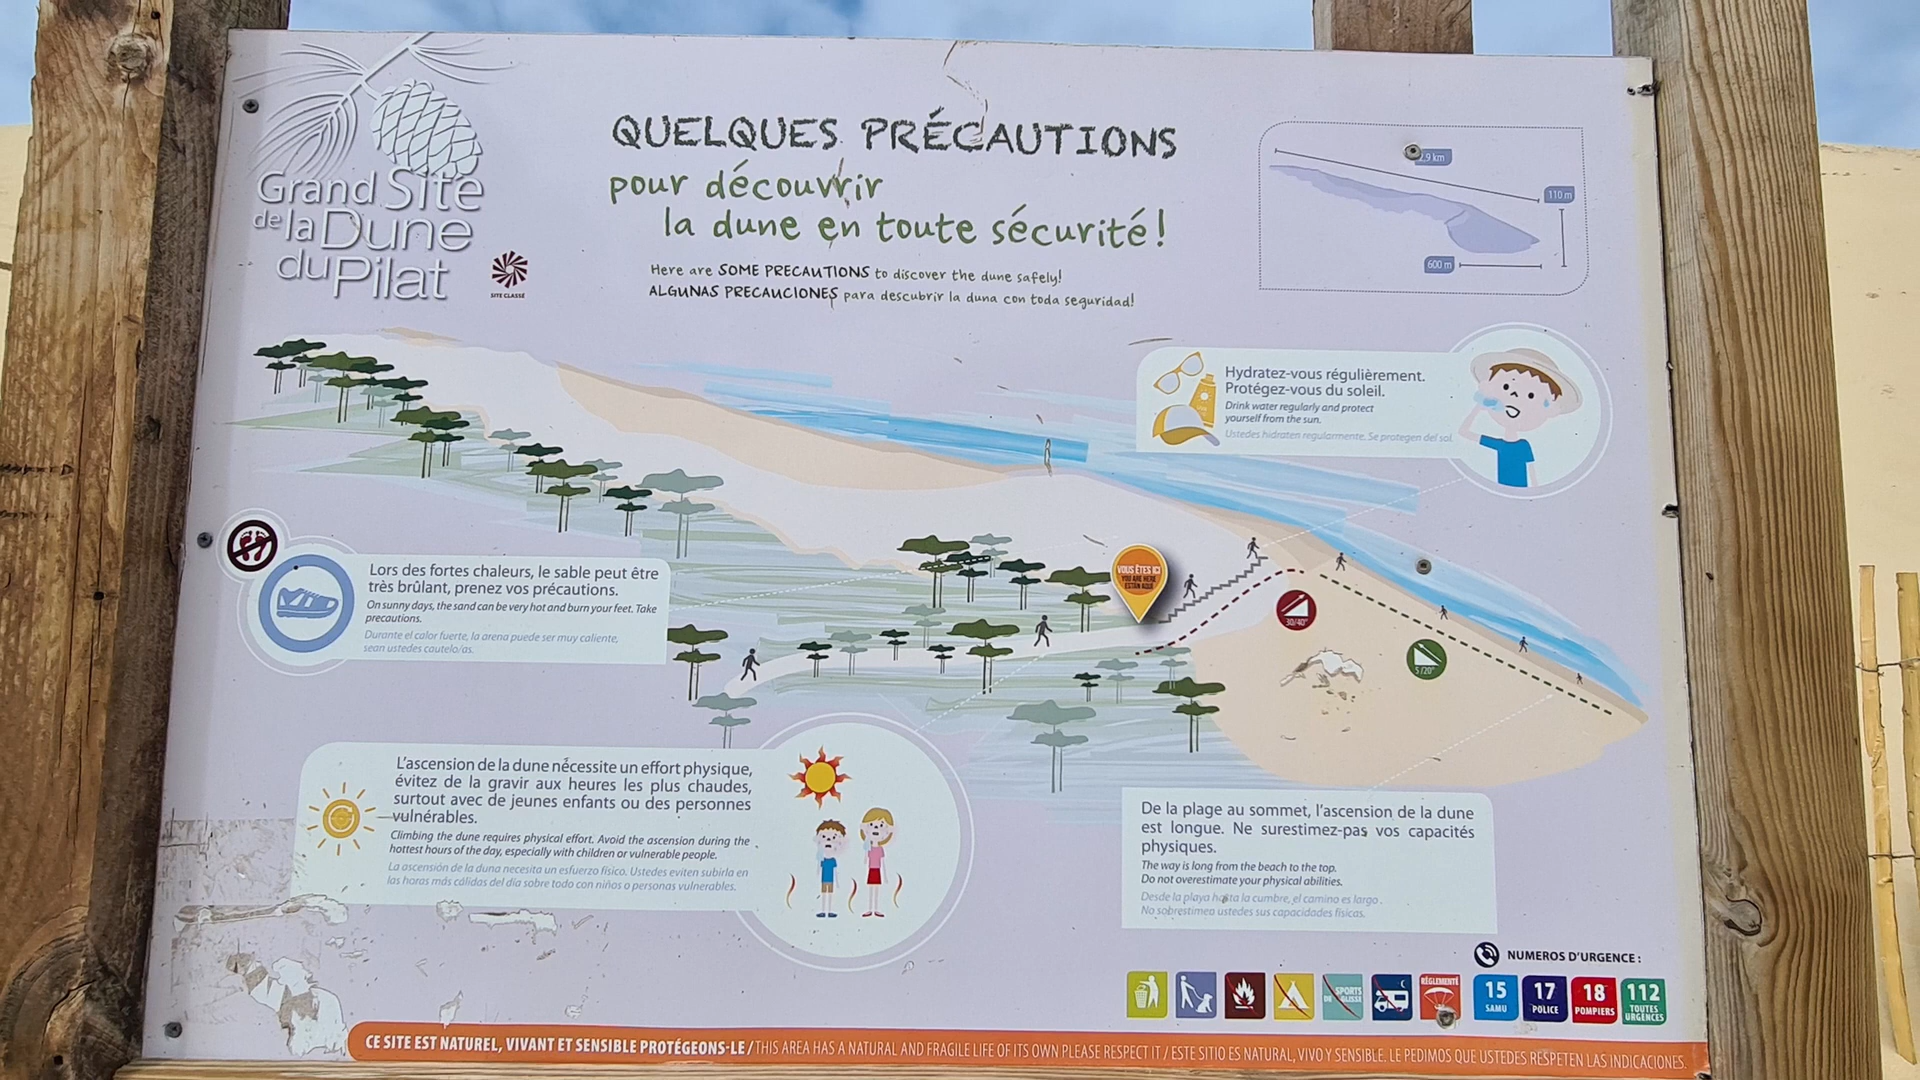 Grand Site
de la Dune
du Pilat
SITE CLASSÉ
QUELQUES PRÉCAUTIONS
pour découvrir
la dune en toute sécurité !
Here are SOME PRECAUTIONS to discover the dune safely!
ALGUNAS PRECAUCIONES para descubrir la duna con toda seguridad!
2.9 km
110 m
600 m
Hydratez-vous régulièrement.
Protégez-vous du soleil.
Drink water regularly and protect
yourself from the sun.
Ustedes hidraten regularmente. Se protegen del sol.
VOUS ÊTES ICI
YOU ARE HERE
ESTÁN AQUÍ
30/40°
5/20°
Lors des fortes chaleurs, le sable peut être
très brûlant, prenez vos précautions.
On sunny days, the sand can be very hot and burn your feet. Take
precautions.
Durante el calor fuerte, la arena puede ser muy caliente,
sean ustedes cautelo/as.
L'ascension de la dune nécessite un effort physique,
évitez de la gravir aux heures les plus chaudes,
surtout avec de jeunes enfants ou des personnes
vulnérables.
Climbing the dune requires physical effort. Avoid the ascension during the
hottest hours of the day, especially with children or vulnerable people.
La ascensión de la duna necesita un esfuerzo físico. Ustedes eviten subirla en
las horas más cálidas del día sobre todo con niños o personas vulnerables.
De la plage au sommet, l'ascension de la dune
est longue. Ne surestimez-pas vos capacités
physiques.
The way is long from the beach to the top.
Do not overestimate your physical abilities.
Desde la playa hasta la cumbre, el camino es largo .
No sobrestimen ustedes sus capacidades físicas.
NUMEROS D'URGENCE :
SPORTS
DE GLISSE
RÉGLEMENTÉ
15
SAMU
17
POLICE
18
POMPIERS
112
TOUTES
URGENCES
CE SITE EST NATUREL, VIVANT ET SENSIBLE PROTÉGEONS-LE / THIS AREA HAS A NATURAL AND FRAGILE LIFE OF ITS OWN PLEASE RESPECT IT / ESTE SITIO ES NATURAL, VIVO Y SENSIBLE. LE PEDIMOS QUE USTEDES RESPETEN LAS INDICACIONES.